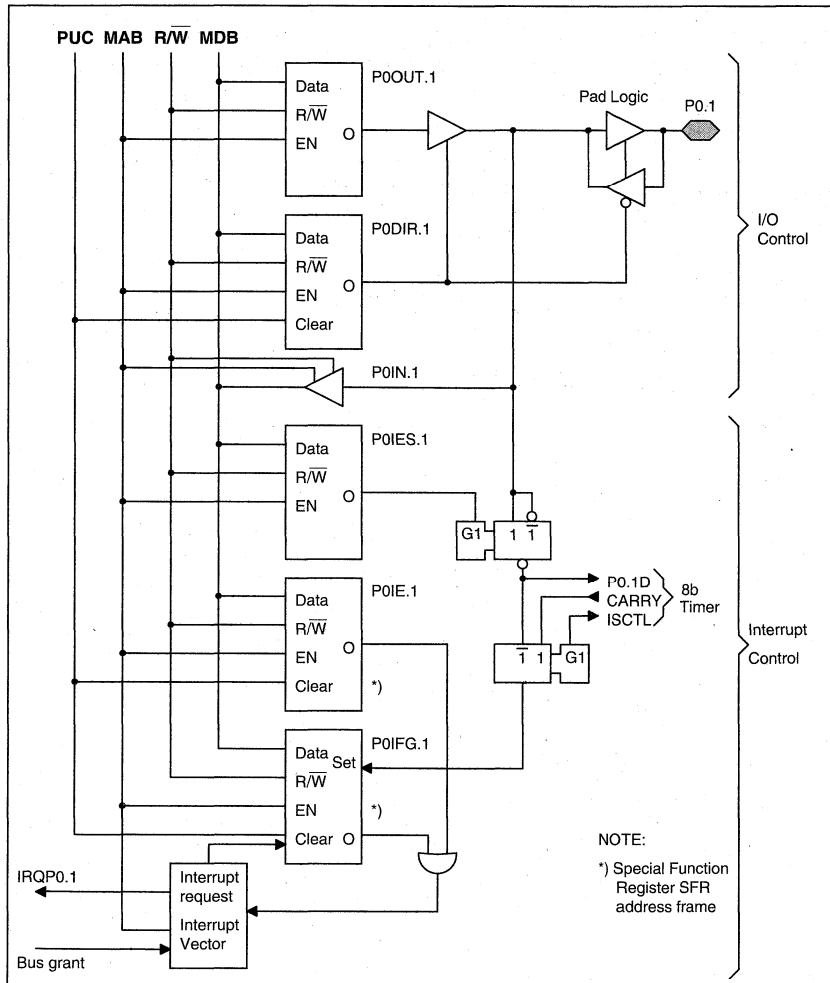 PUC MAB R/W̅ MDB
Data
R/W̅
EN
O
P0OUT.1
Pad Logic
P0.1
Data
R/W̅
EN
Clear
O
P0DIR.1
I/O
Control
P0IN.1
Data
R/W̅
EN
O
P0IES.1
G1
1 1̅
P0.1D
CARRY
ISCTL
8b
Timer
Data
R/W̅
EN
Clear
O
P0IE.1
*)
1̅ 1
G1
Interrupt
Control
Data
Set
R/W̅
EN
Clear O
P0IFG.1
*)
IRQP0.1
Interrupt
request
Interrupt
Vector
Bus grant
NOTE:
*) Special Function
Register SFR
address frame